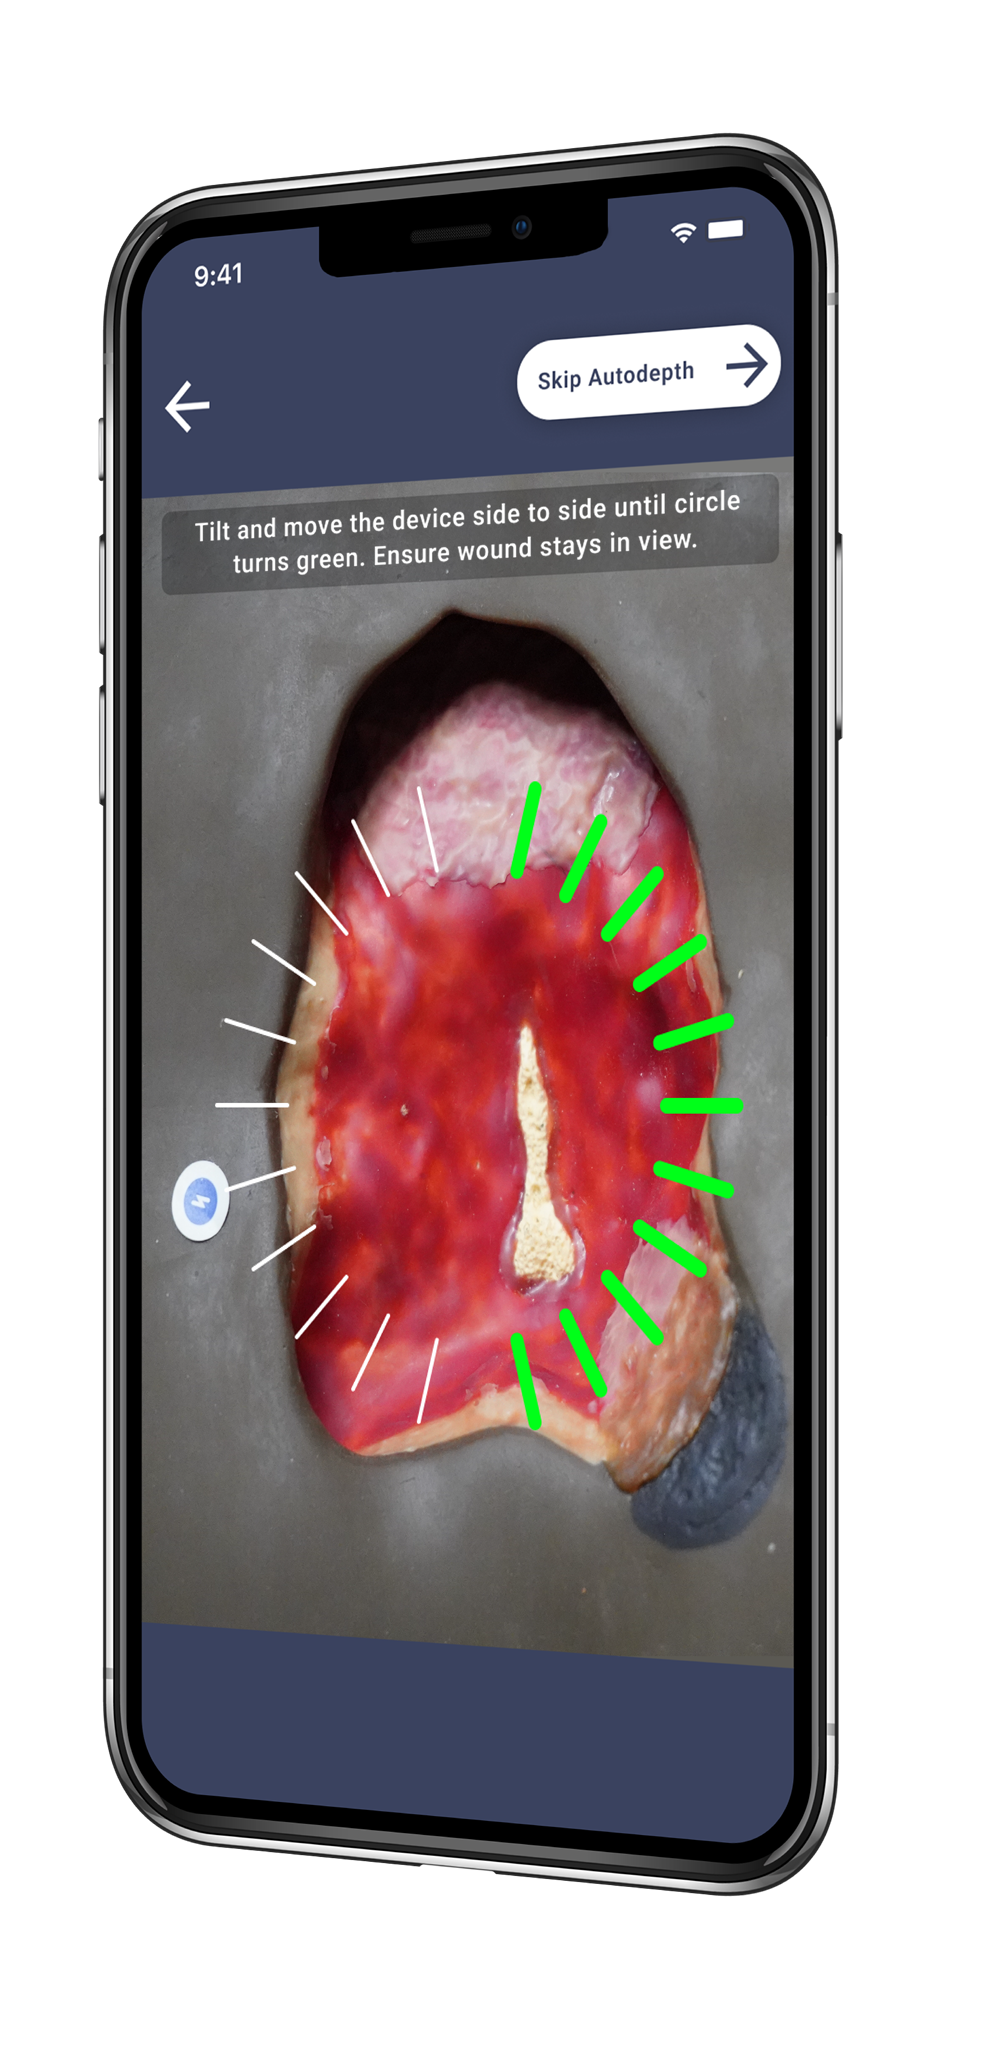 9:41
Skip Autodepth
Tilt and move the device side to side until circle
turns green. Ensure wound stays in view.